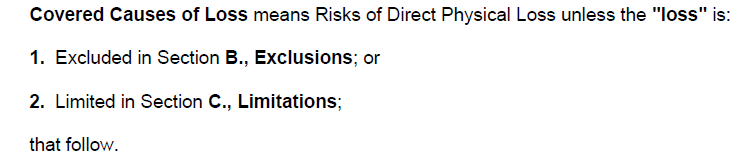 Covered Causes of Loss means Risks of Direct Physical Loss unless the "loss" is:
1. Excluded in Section B., Exclusions; or
2. Limited in Section C., Limitations;
that follow.